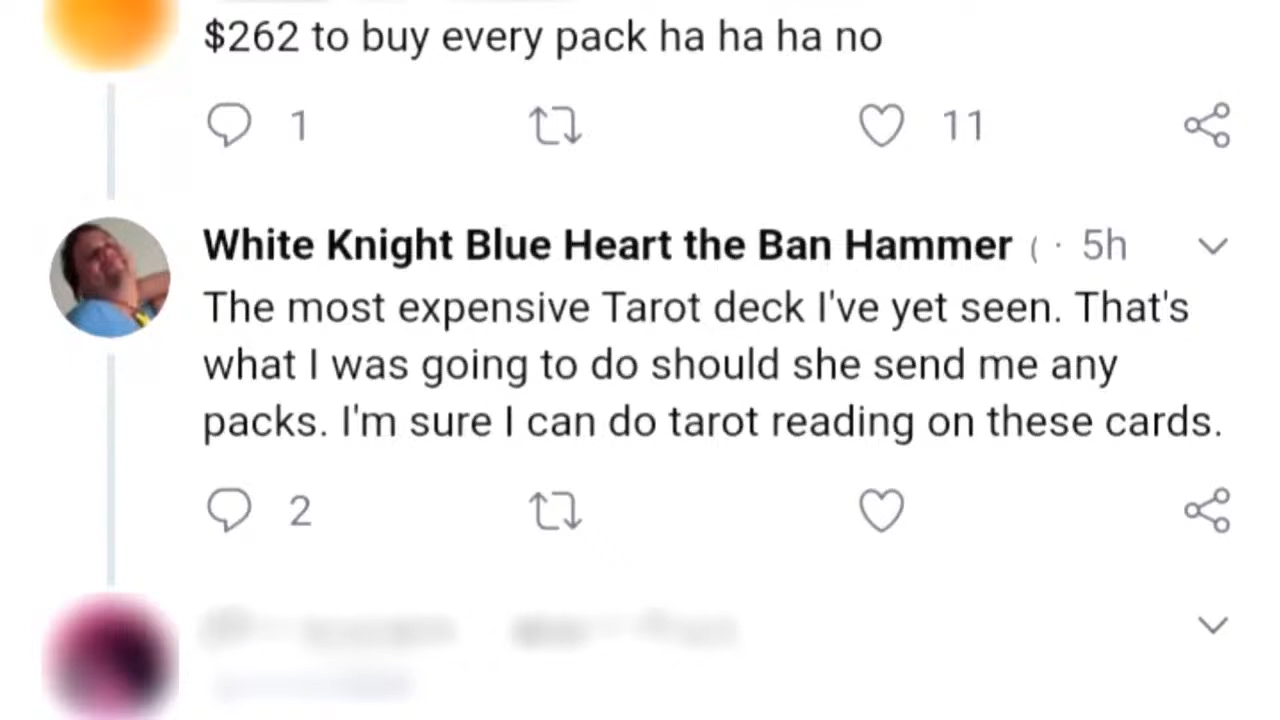 $262 to buy every pack ha ha ha no
1 11
White Knight Blue Heart the Ban Hammer ( · 5h
The most expensive Tarot deck I've yet seen. That's
what I was going to do should she send me any
packs. I'm sure I can do tarot reading on these cards.
2